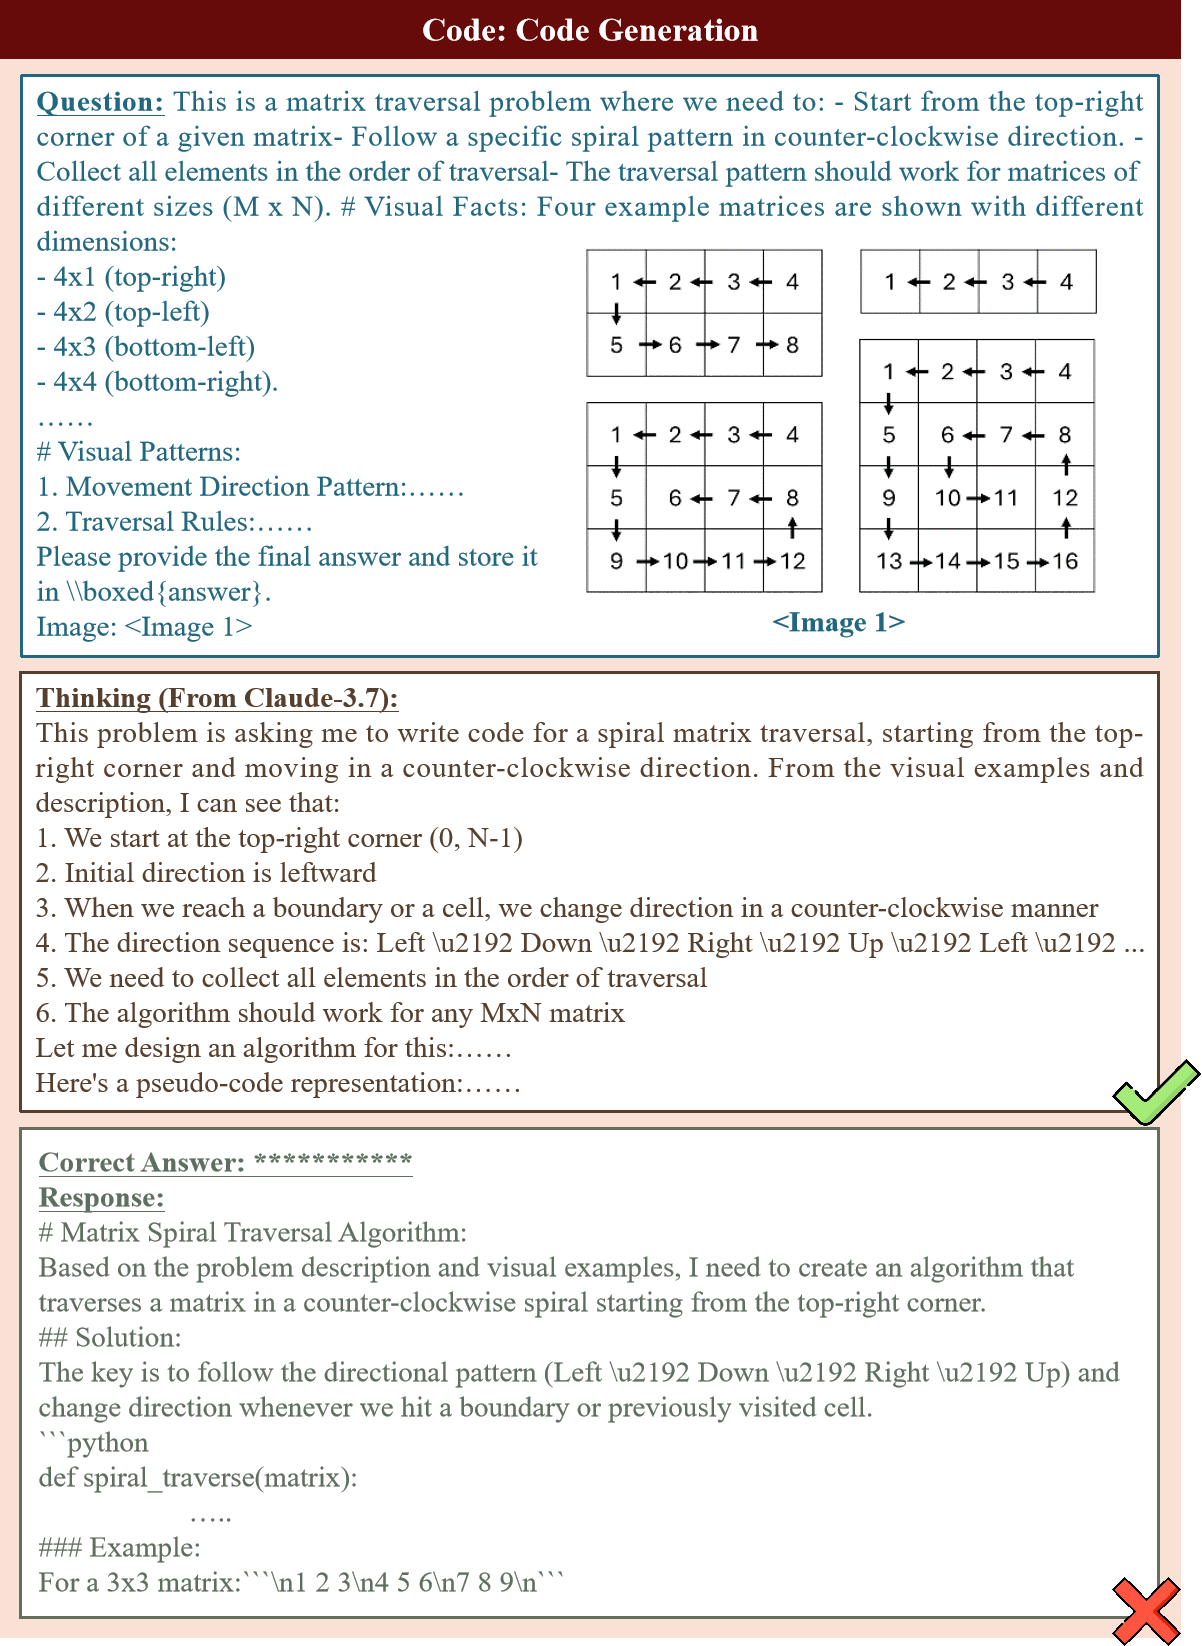 Code: Code Generation
Question: This is a matrix traversal problem where we need to: - Start from the top-right
corner of a given matrix- Follow a specific spiral pattern in counter-clockwise direction. -
Collect all elements in the order of traversal- The traversal pattern should work for matrices of
different sizes (M x N). # Visual Facts: Four example matrices are shown with different
dimensions:
- 4x1 (top-right)
- 4x2 (top-left)
- 4x3 (bottom-left)
- 4x4 (bottom-right).
……
# Visual Patterns:
1. Movement Direction Pattern:……
2. Traversal Rules:……
Please provide the final answer and store it
in \\boxed{answer}.
Image: <Image 1>
1 ← 2 ← 3 ← 4
↓
5 → 6 → 7 → 8
1 ← 2 ← 3 ← 4
1 ← 2 ← 3 ← 4
↓
5 6 ← 7 ← 8
↓ ↑
9 → 10 → 11 → 12
1 ← 2 ← 3 ← 4
↓
5 6 ← 7 ← 8
↓ ↓ ↑
9 10 → 11 12
↓ ↑
13 → 14 → 15 → 16
<Image 1>
Thinking (From Claude-3.7):
This problem is asking me to write code for a spiral matrix traversal, starting from the top-
right corner and moving in a counter-clockwise direction. From the visual examples and
description, I can see that:
1. We start at the top-right corner (0, N-1)
2. Initial direction is leftward
3. When we reach a boundary or a cell, we change direction in a counter-clockwise manner
4. The direction sequence is: Left \u2192 Down \u2192 Right \u2192 Up \u2192 Left \u2192 ...
5. We need to collect all elements in the order of traversal
6. The algorithm should work for any MxN matrix
Let me design an algorithm for this:……
Here's a pseudo-code representation:……
Correct Answer: ***********
Response:
# Matrix Spiral Traversal Algorithm:
Based on the problem description and visual examples, I need to create an algorithm that
traverses a matrix in a counter-clockwise spiral starting from the top-right corner.
## Solution:
The key is to follow the directional pattern (Left \u2192 Down \u2192 Right \u2192 Up) and
change direction whenever we hit a boundary or previously visited cell.
```python
def spiral_traverse(matrix):
…..
### Example:
For a 3x3 matrix:```\n1 2 3\n4 5 6\n7 8 9\n```